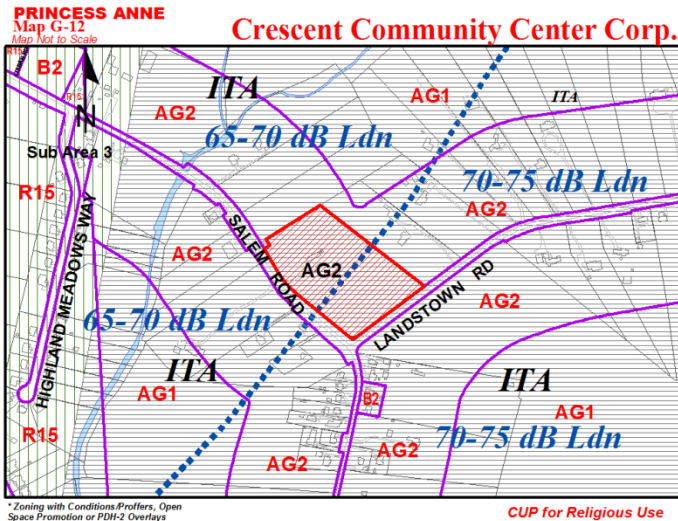 PRINCESS ANNE
Map G-12
Map Not to Scale
Crescent Community Center Corp.
R15
B2
R15
N
ITA
AG2
AG1
ITA
65-70 dB Ldn
Sub Area 3
70-75 dB Ldn
R15
AG2
HIGHLAND MEADOWS WAY
SALEM ROAD
AG2
AG2
LANDSTOWN RD
AG2
65-70 dB Ldn
ITA
ITA
AG1
B2
AG1
R15
70-75 dB Ldn
AG2
AG2
* Zoning with Conditions/Proffers, Open
Space Promotion or PDH-2 Overlays
CUP for Religious Use